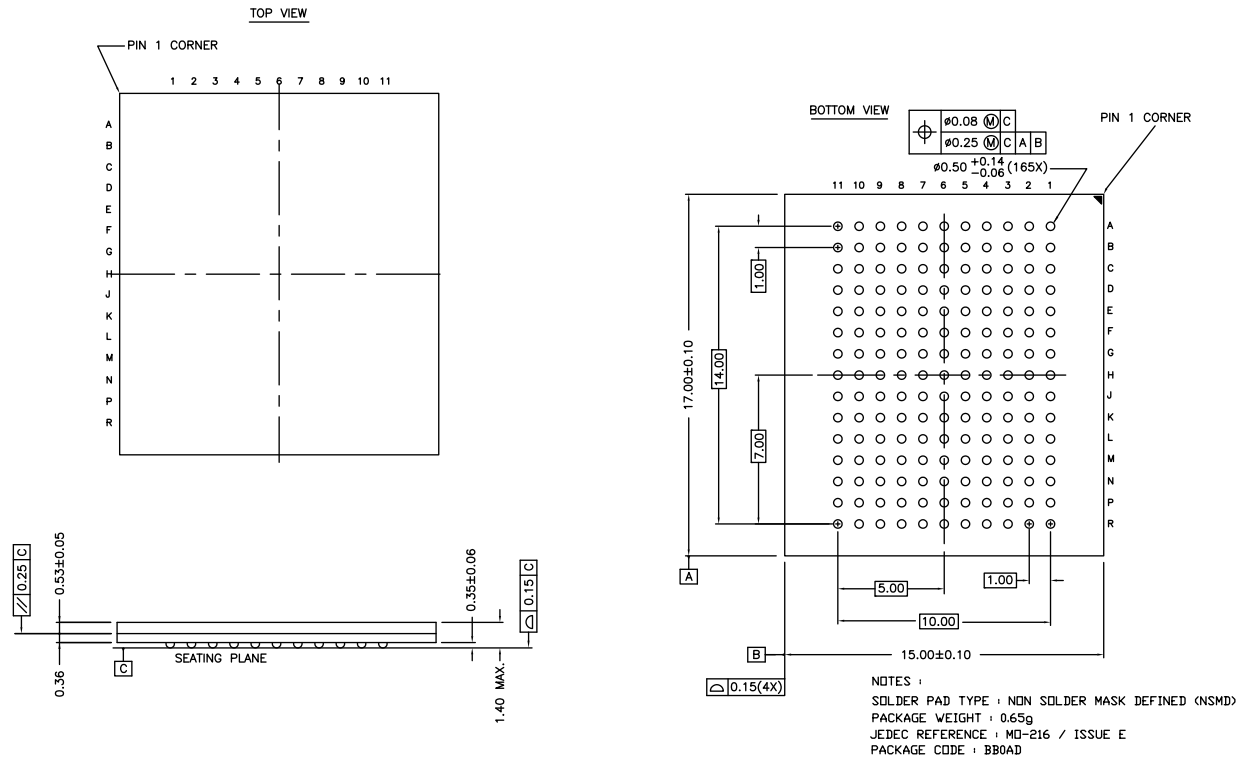 TOP VIEW
PIN 1 CORNER
1 2 3 4 5 6 7 8 9 10 11
A
B
C
D
E
F
G
H
J
K
L
M
N
P
R
BOTTOM VIEW
ø0.08 Ⓜ C
ø0.25 Ⓜ C A B
ø0.50 +0.14 -0.06 (165X)
PIN 1 CORNER
11 10 9 8 7 6 5 4 3 2 1
A
B
C
D
E
F
G
H
J
K
L
M
N
P
R
1.00
17.00±0.10
14.00
7.00
A
5.00
1.00
10.00
B
15.00±0.10
0.15(4X)
// 0.25 C
0.53±0.05
0.36
0.35±0.06
0.15 C
1.40 MAX.
SEATING PLANE
C
NOTES :
SOLDER PAD TYPE : NON SOLDER MASK DEFINED (NSMD)
PACKAGE WEIGHT : 0.65g
JEDEC REFERENCE : MO-216 / ISSUE E
PACKAGE CODE : BB0AD